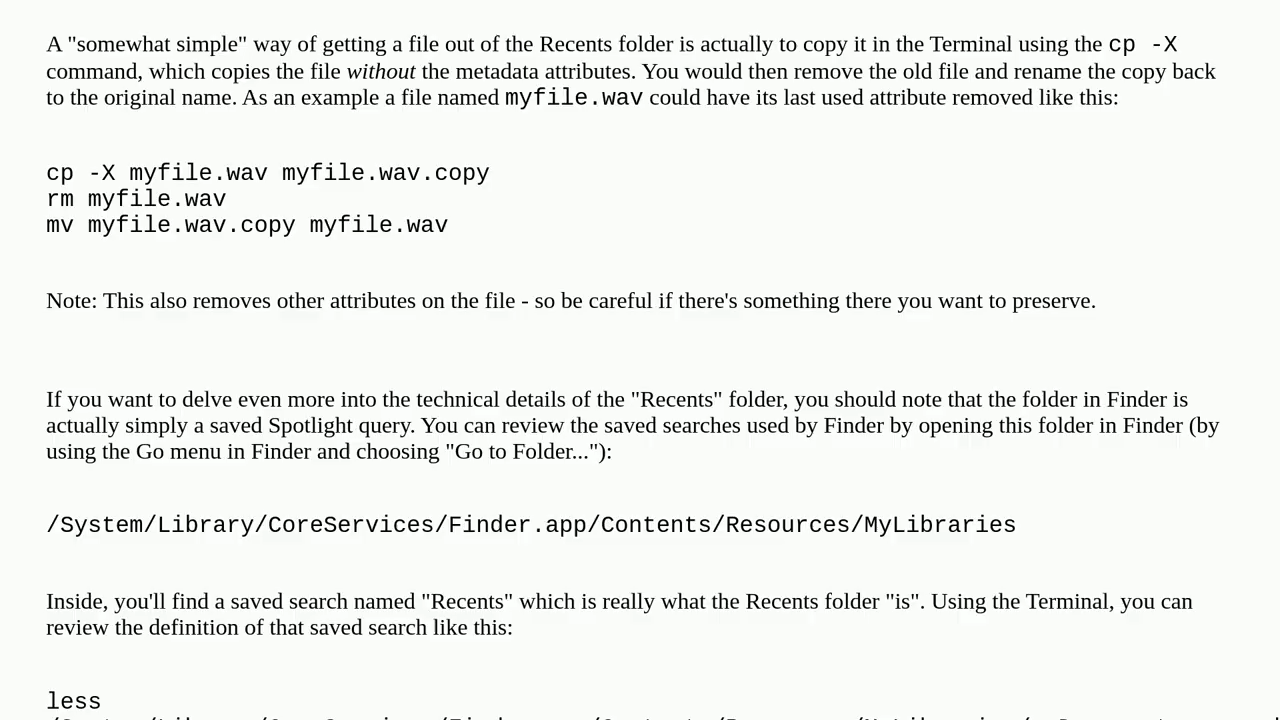 A "somewhat simple" way of getting a file out of the Recents folder is actually to copy it in the Terminal using the cp -X
command, which copies the file without the metadata attributes. You would then remove the old file and rename the copy back
to the original name. As an example a file named myfile.wav could have its last used attribute removed like this:
cp -X myfile.wav myfile.wav.copy
rm myfile.wav
mv myfile.wav.copy myfile.wav
Note: This also removes other attributes on the file - so be careful if there's something there you want to preserve.
If you want to delve even more into the technical details of the "Recents" folder, you should note that the folder in Finder is
actually simply a saved Spotlight query. You can review the saved searches used by Finder by opening this folder in Finder (by
using the Go menu in Finder and choosing "Go to Folder..."):
/System/Library/CoreServices/Finder.app/Contents/Resources/MyLibraries
Inside, you'll find a saved search named "Recents" which is really what the Recents folder "is". Using the Terminal, you can
review the definition of that saved search like this:
less